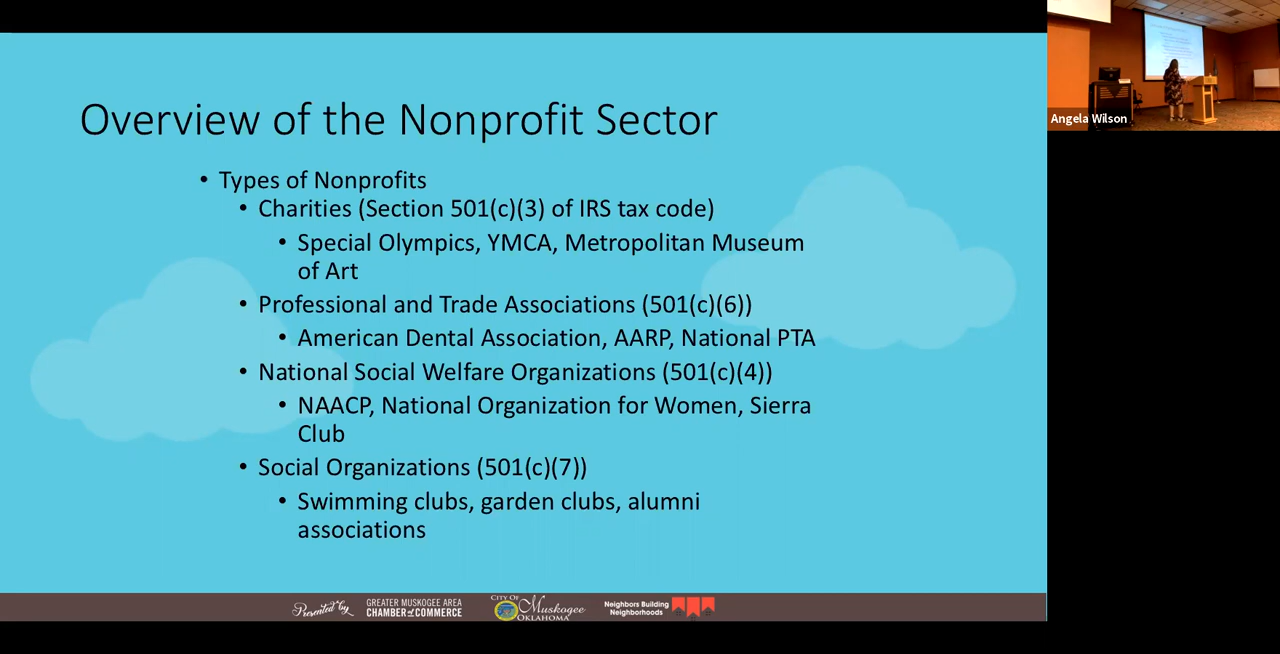 Overview of the Nonprofit Sector
• Types of Nonprofits
• Charities (Section 501(c)(3) of IRS tax code)
• Special Olympics, YMCA, Metropolitan Museum
of Art
• Professional and Trade Associations (501(c)(6))
• American Dental Association, AARP, National PTA
• National Social Welfare Organizations (501(c)(4))
• NAACP, National Organization for Women, Sierra
Club
• Social Organizations (501(c)(7))
• Swimming clubs, garden clubs, alumni
associations
Presented by
GREATER MUSKOGEE AREA
CHAMBER of COMMERCE
CITY OF
Muskogee
OKLAHOMA
Neighbors Building
Neighborhoods
Angela Wilson